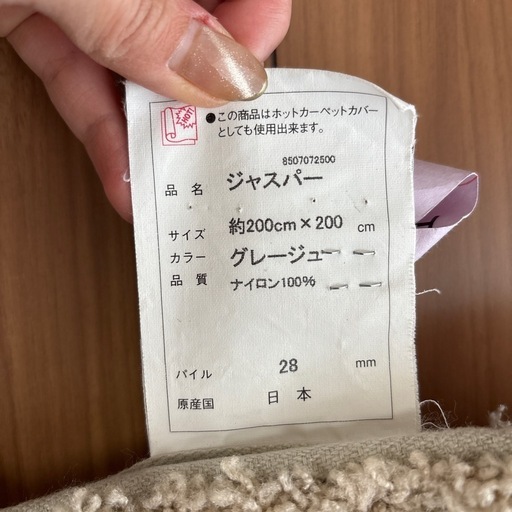 HOT!
●この商品はホットカーペットカバー
としても使用出来ます。
8507072500
品名 ジャスパー
サイズ 約200cm×200 cm
カラー グレージュ
品質 ナイロン100%
パイル 28 mm
原産国 日本